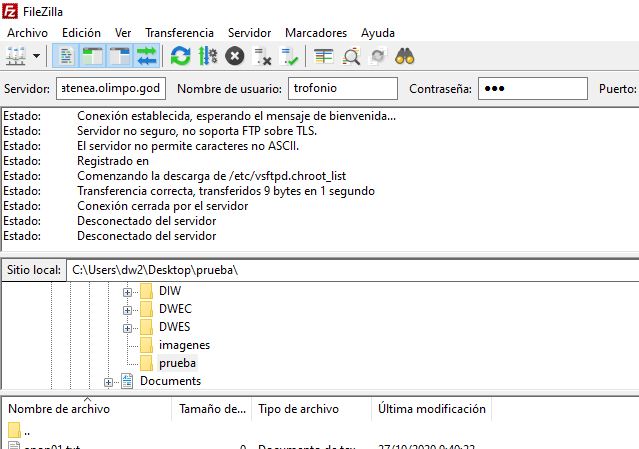 FileZilla
Archivo Edición Ver Transferencia Servidor Marcadores Ayuda
Servidor: atenea.olimpo.god Nombre de usuario: trofonio Contraseña: ●●● Puerto:
Estado: Conexión establecida, esperando el mensaje de bienvenida...
Estado: Servidor no seguro, no soporta FTP sobre TLS.
Estado: El servidor no permite caracteres no ASCII.
Estado: Registrado en
Estado: Comenzando la descarga de /etc/vsftpd.chroot_list
Estado: Transferencia correcta, transferidos 9 bytes en 1 segundo
Estado: Conexión cerrada por el servidor
Estado: Desconectado del servidor
Estado: Desconectado del servidor
Sitio local: C:\Users\dw2\Desktop\prueba\
DIW
DWEC
DWES
imagenes
prueba
Documents
Nombre de archivo Tamaño de... Tipo de archivo Última modificación
..
0 Documento de tex... 27/10/2020 9:40:33